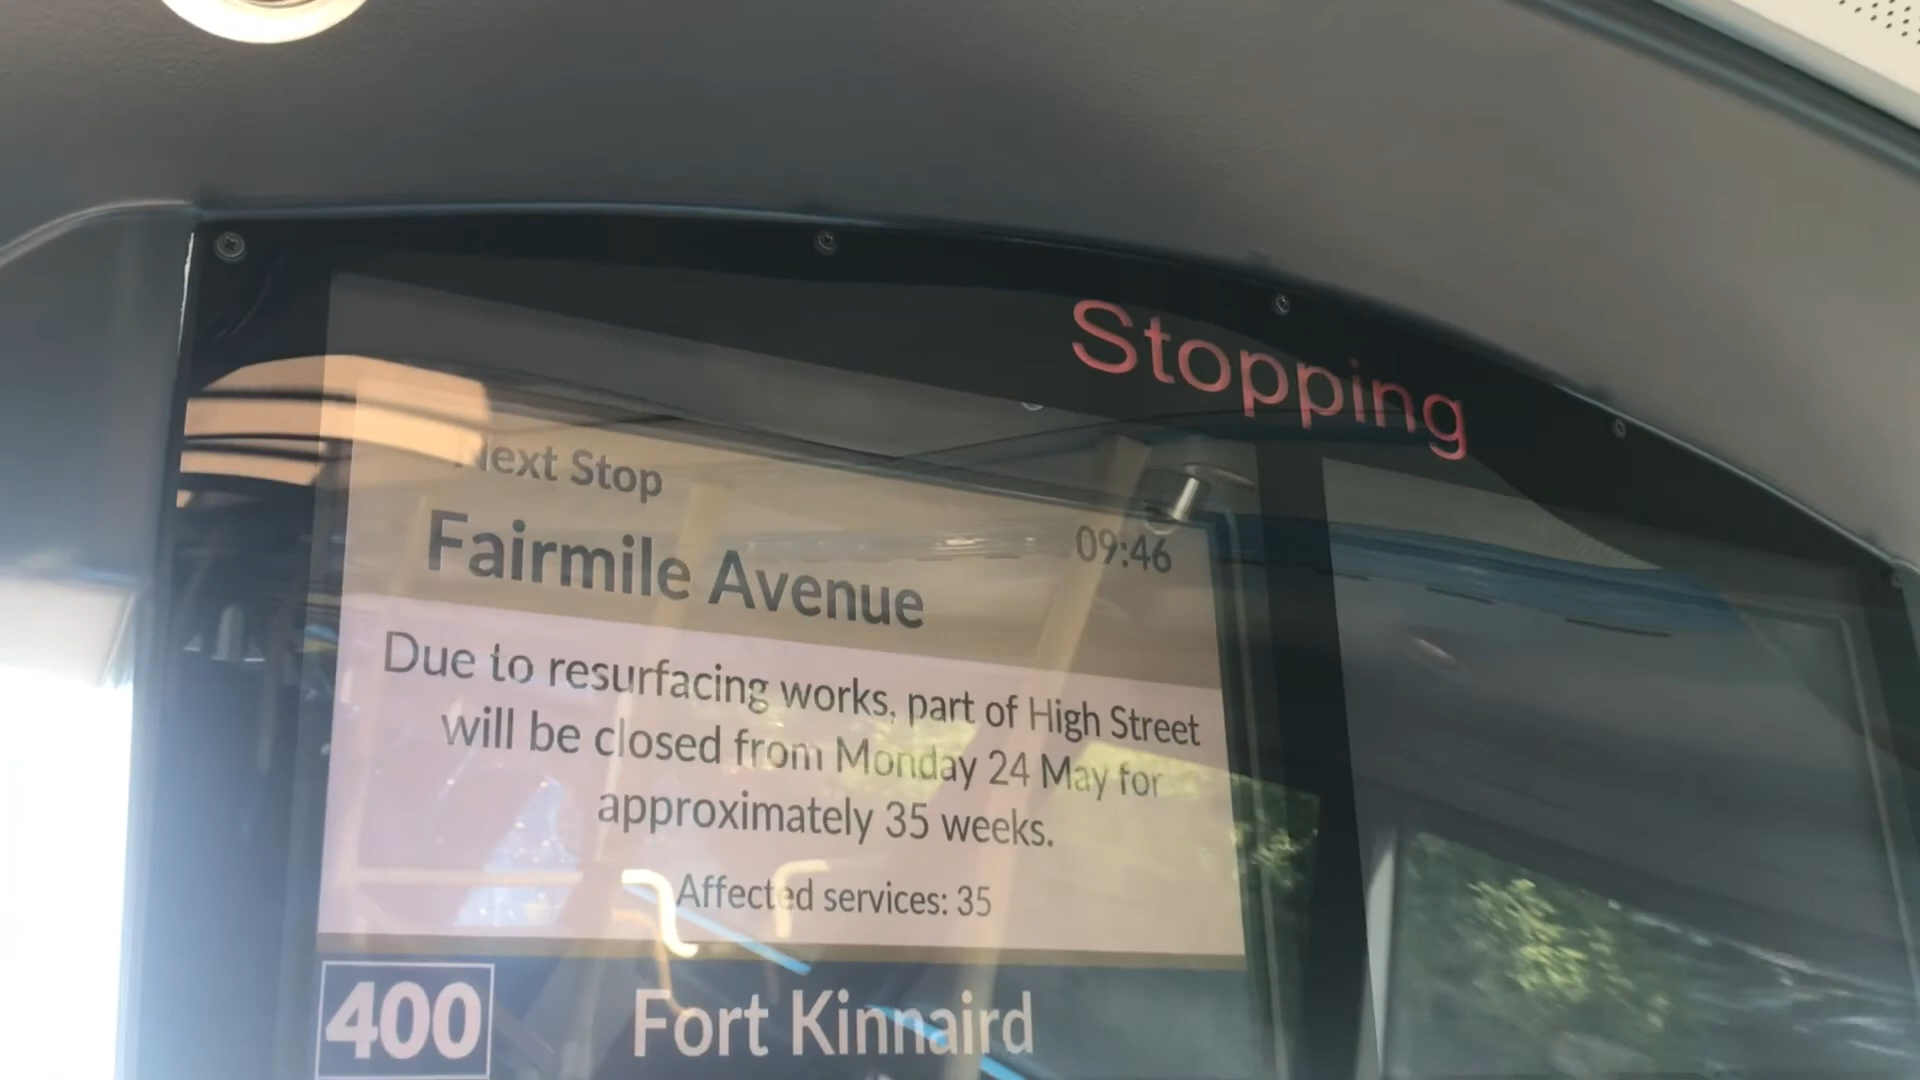 Stopping
Next Stop
Fairmile Avenue
09:46
Due to resurfacing works, part of High Street
will be closed from Monday 24 May for
approximately 35 weeks.
Affected services: 35
400
Fort Kinnaird